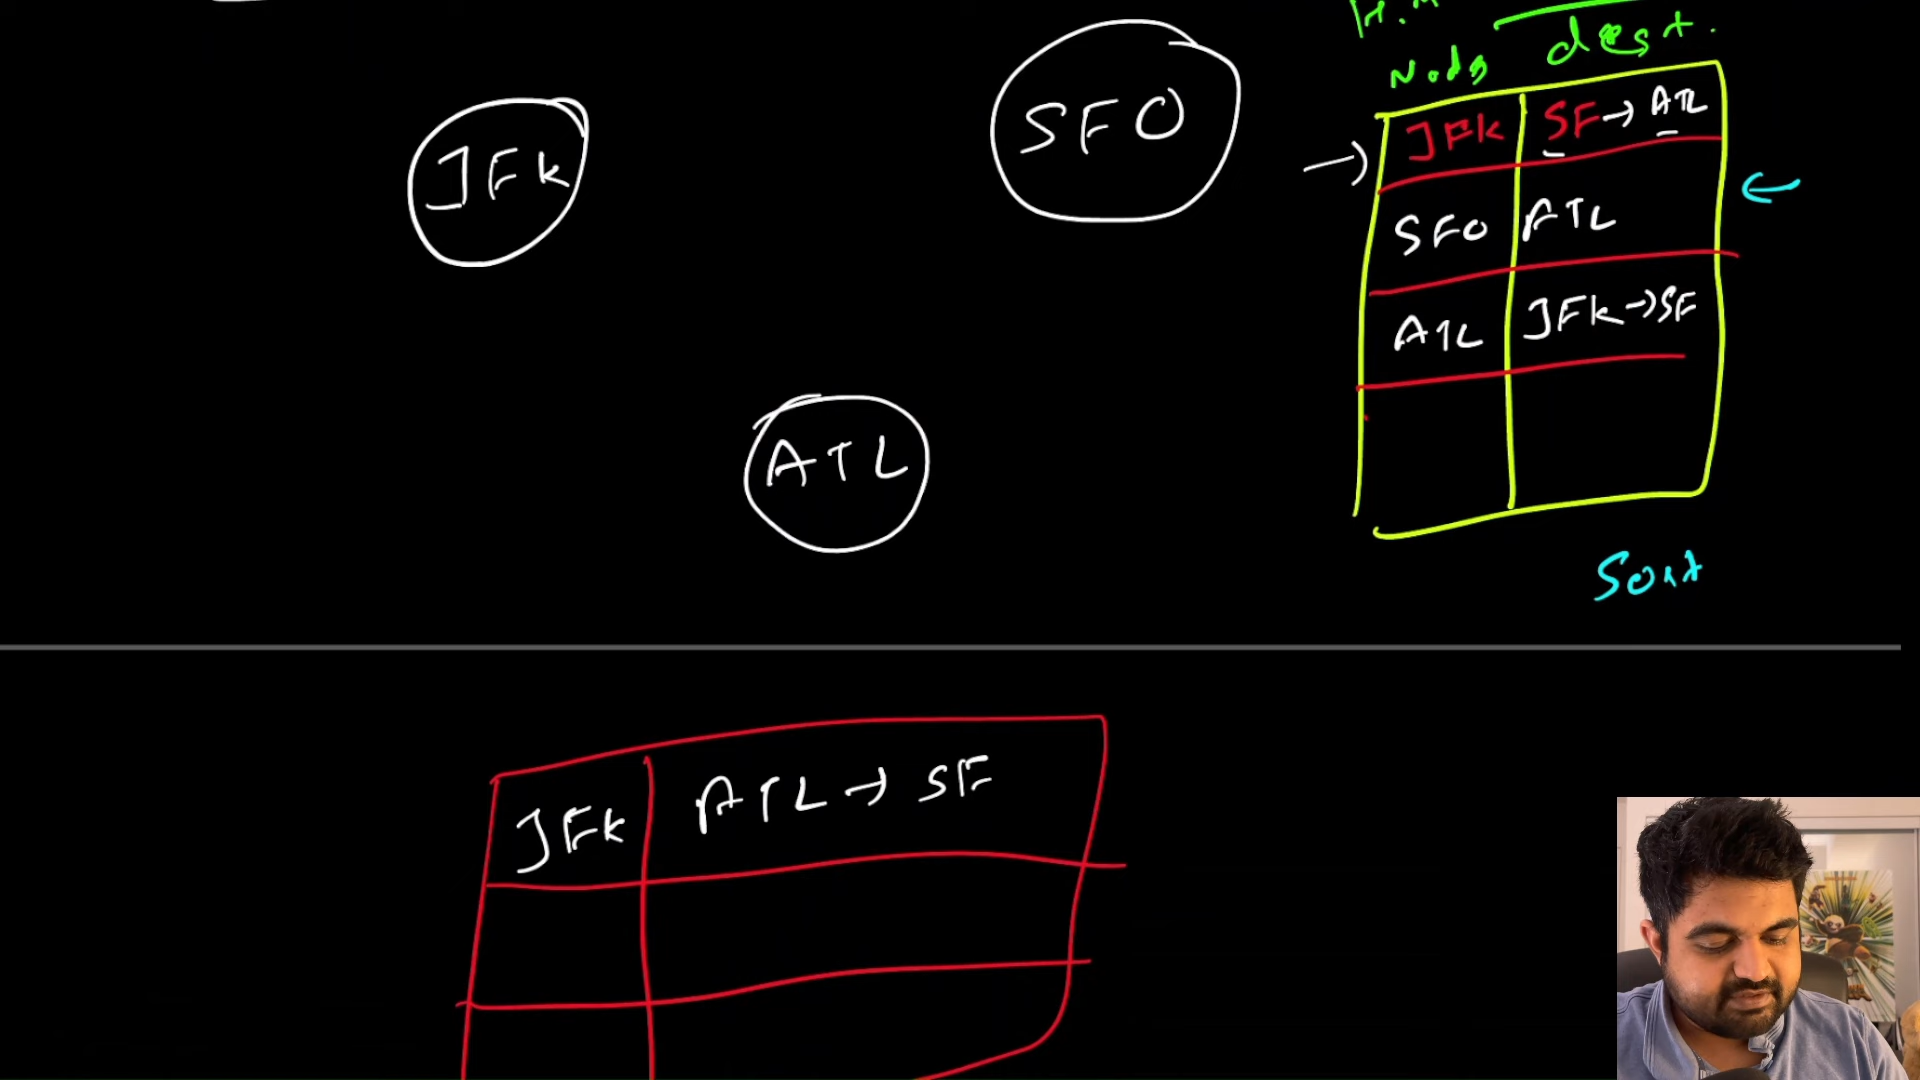 H.M
Node dest.
JFK SFO
JFK SF → ATL
SFO ATL
ATL JFK → SF
ATL
Sort
JFK ATL → SF